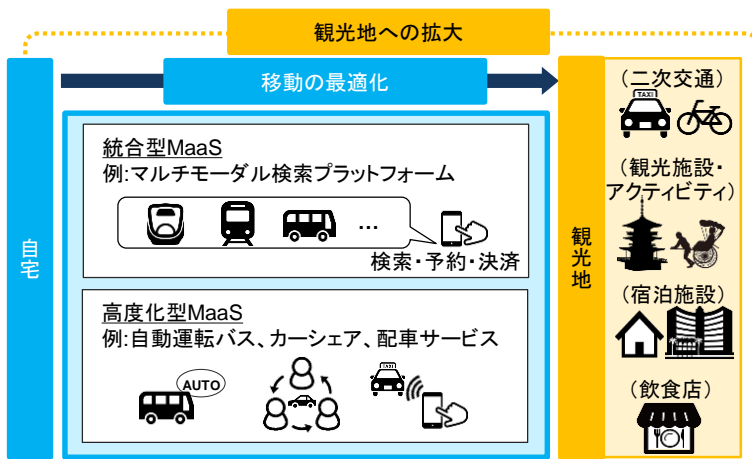 観光地への拡大
移動の最適化
自宅
統合型MaaS
例:マルチモーダル検索プラットフォーム
…
検索・予約・決済
高度化型MaaS
例:自動運転バス、カーシェア、配車サービス
AUTO
TAXI
観光地
（二次交通）
TAXI
（観光施設・
アクティビティ）
（宿泊施設）
（飲食店）